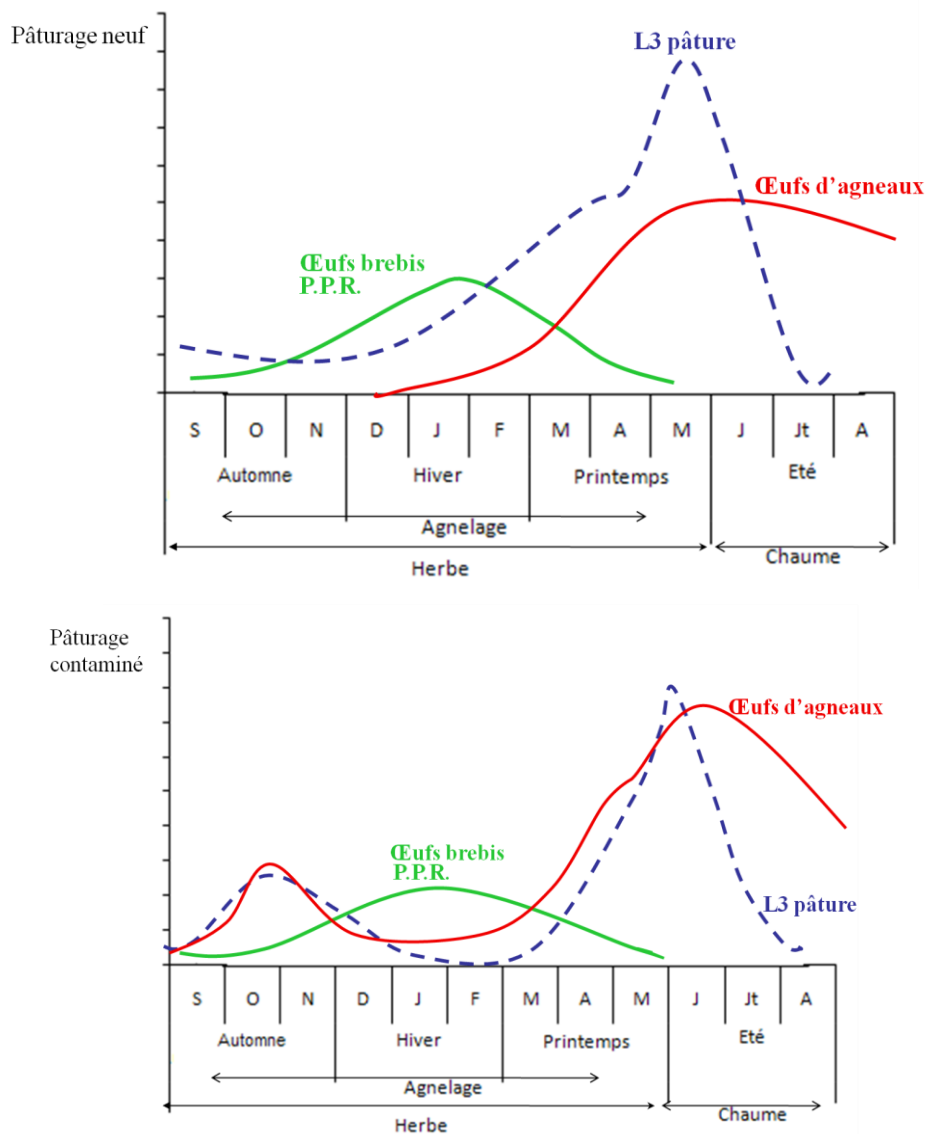 Pâturage neuf
L3 pâture
Œufs d'agneaux
Œufs brebis
P.P.R.
S O N D J F M A M J Jt A
Automne Hiver Printemps Eté
Agnelage
Herbe
Chaume
Pâturage
contaminé
Œufs d'agneaux
Œufs brebis
P.P.R.
L3 pâture
S O N D J F M A M J Jt A
Automne Hiver Printemps Eté
Agnelage
Herbe
Chaume